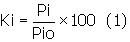 Ki = Pi/Pio ×100 (1)